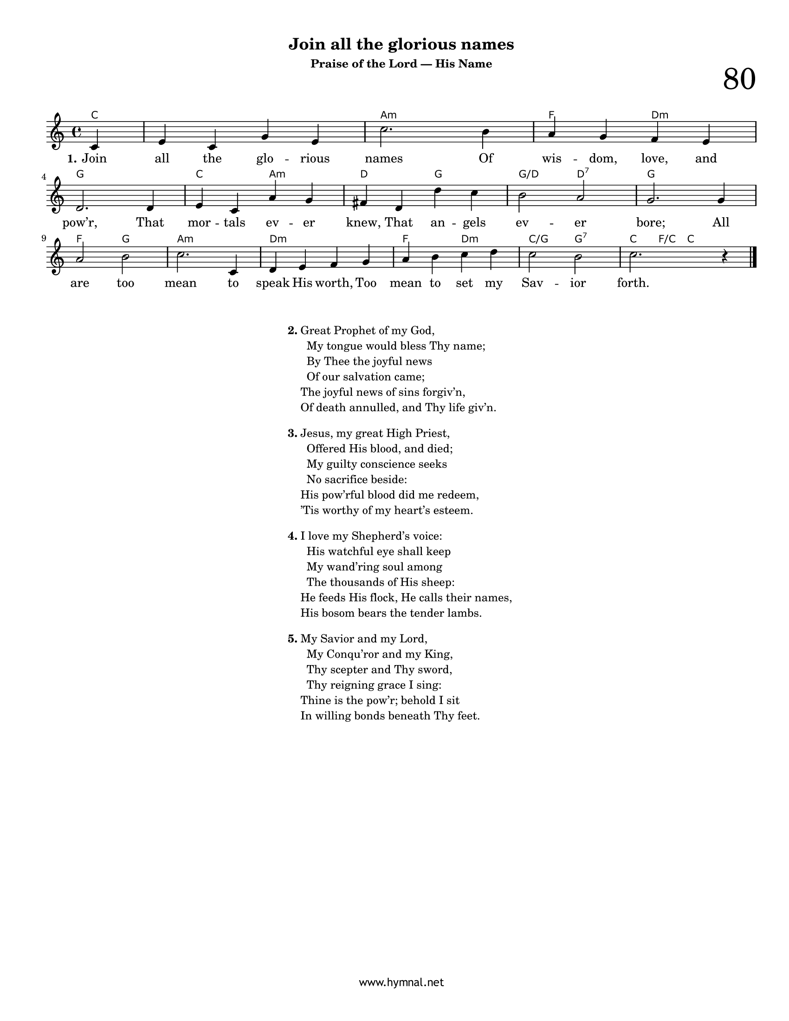 Join all the glorious names
Praise of the Lord — His Name
80
C Am F Dm
1. Join all the glo - rious names Of wis - dom, love, and
4 G C Am D G G/D D7 G
pow'r, That mor - tals ev - er knew, That an - gels ev - er bore; All
9 F G Am Dm F Dm C/G G7 C F/C C
are too mean to speak His worth, Too mean to set my Sav - ior forth.
2. Great Prophet of my God,
My tongue would bless Thy name;
By Thee the joyful news
Of our salvation came;
The joyful news of sins forgiv'n,
Of death annulled, and Thy life giv'n.
3. Jesus, my great High Priest,
Offered His blood, and died;
My guilty conscience seeks
No sacrifice beside:
His pow'rful blood did me redeem,
'Tis worthy of my heart's esteem.
4. I love my Shepherd's voice:
His watchful eye shall keep
My wand'ring soul among
The thousands of His sheep:
He feeds His flock, He calls their names,
His bosom bears the tender lambs.
5. My Savior and my Lord,
My Conqu'ror and my King,
Thy scepter and Thy sword,
Thy reigning grace I sing:
Thine is the pow'r; behold I sit
In willing bonds beneath Thy feet.
www.hymnal.net